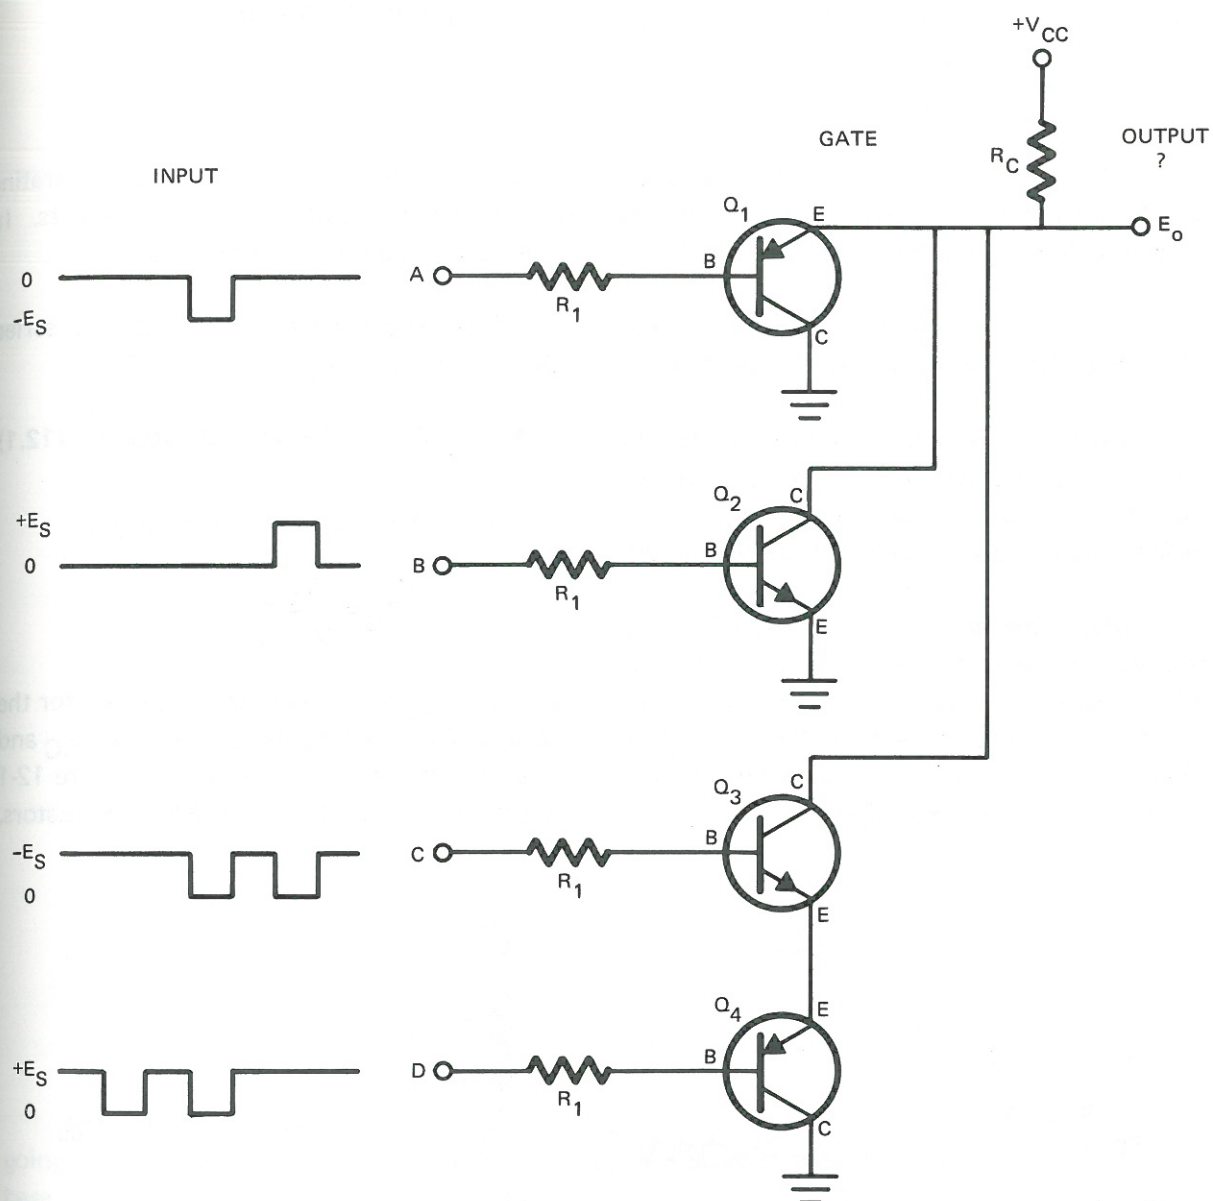 +VCC
GATE
RC
OUTPUT
?
INPUT
Q1
E
Eo
0
-ES
A
R1
B
C
Q2
C
+ES
0
B
R1
B
E
Q3
C
-ES
0
C
R1
B
E
Q4
E
+ES
0
D
R1
B
C